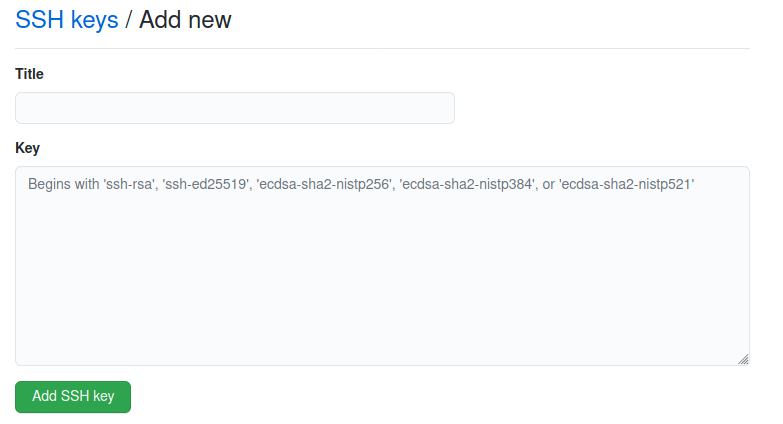 SSH keys / Add new
Title
Key
Begins with 'ssh-rsa', 'ssh-ed25519', 'ecdsa-sha2-nistp256', 'ecdsa-sha2-nistp384', or 'ecdsa-sha2-nistp521'
Add SSH key